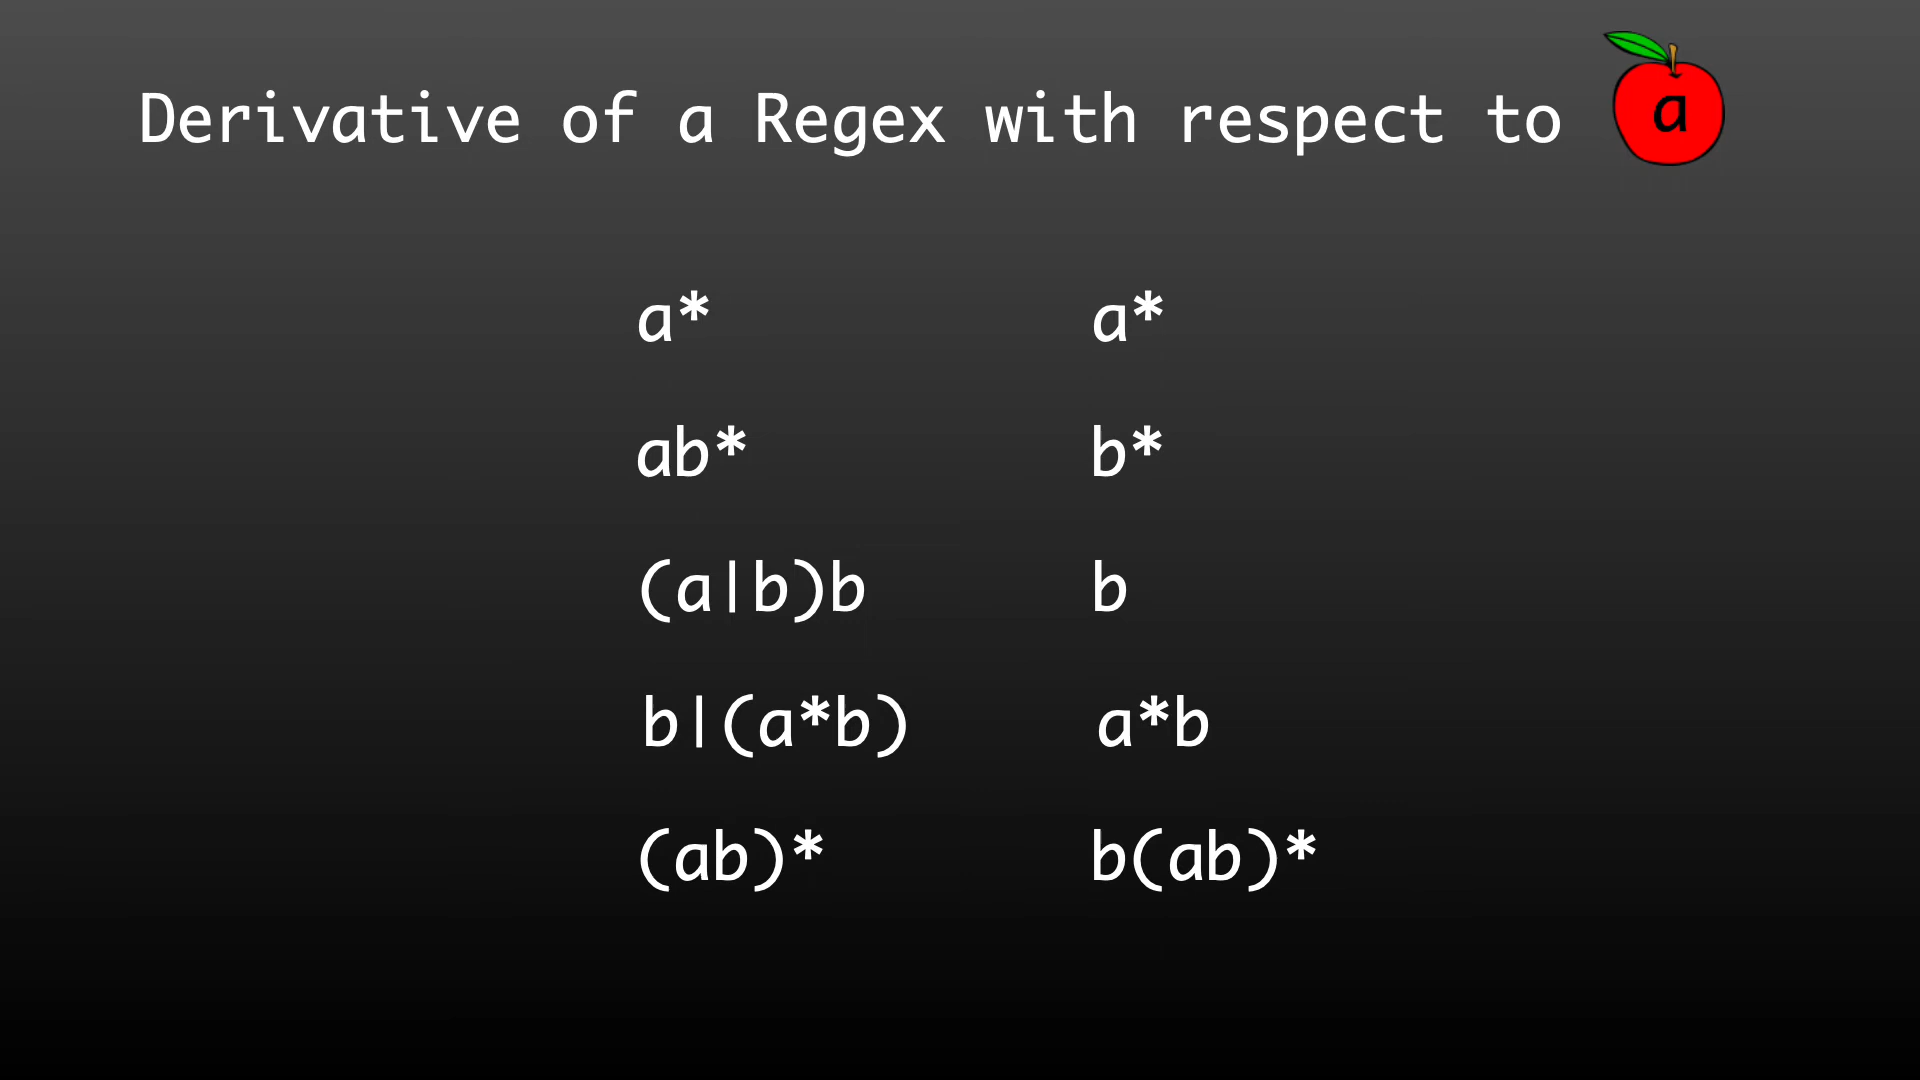 Derivative of a Regex with respect to a
a* a*
ab* b*
(a|b)b b
b|(a*b) a*b
(ab)* b(ab)*